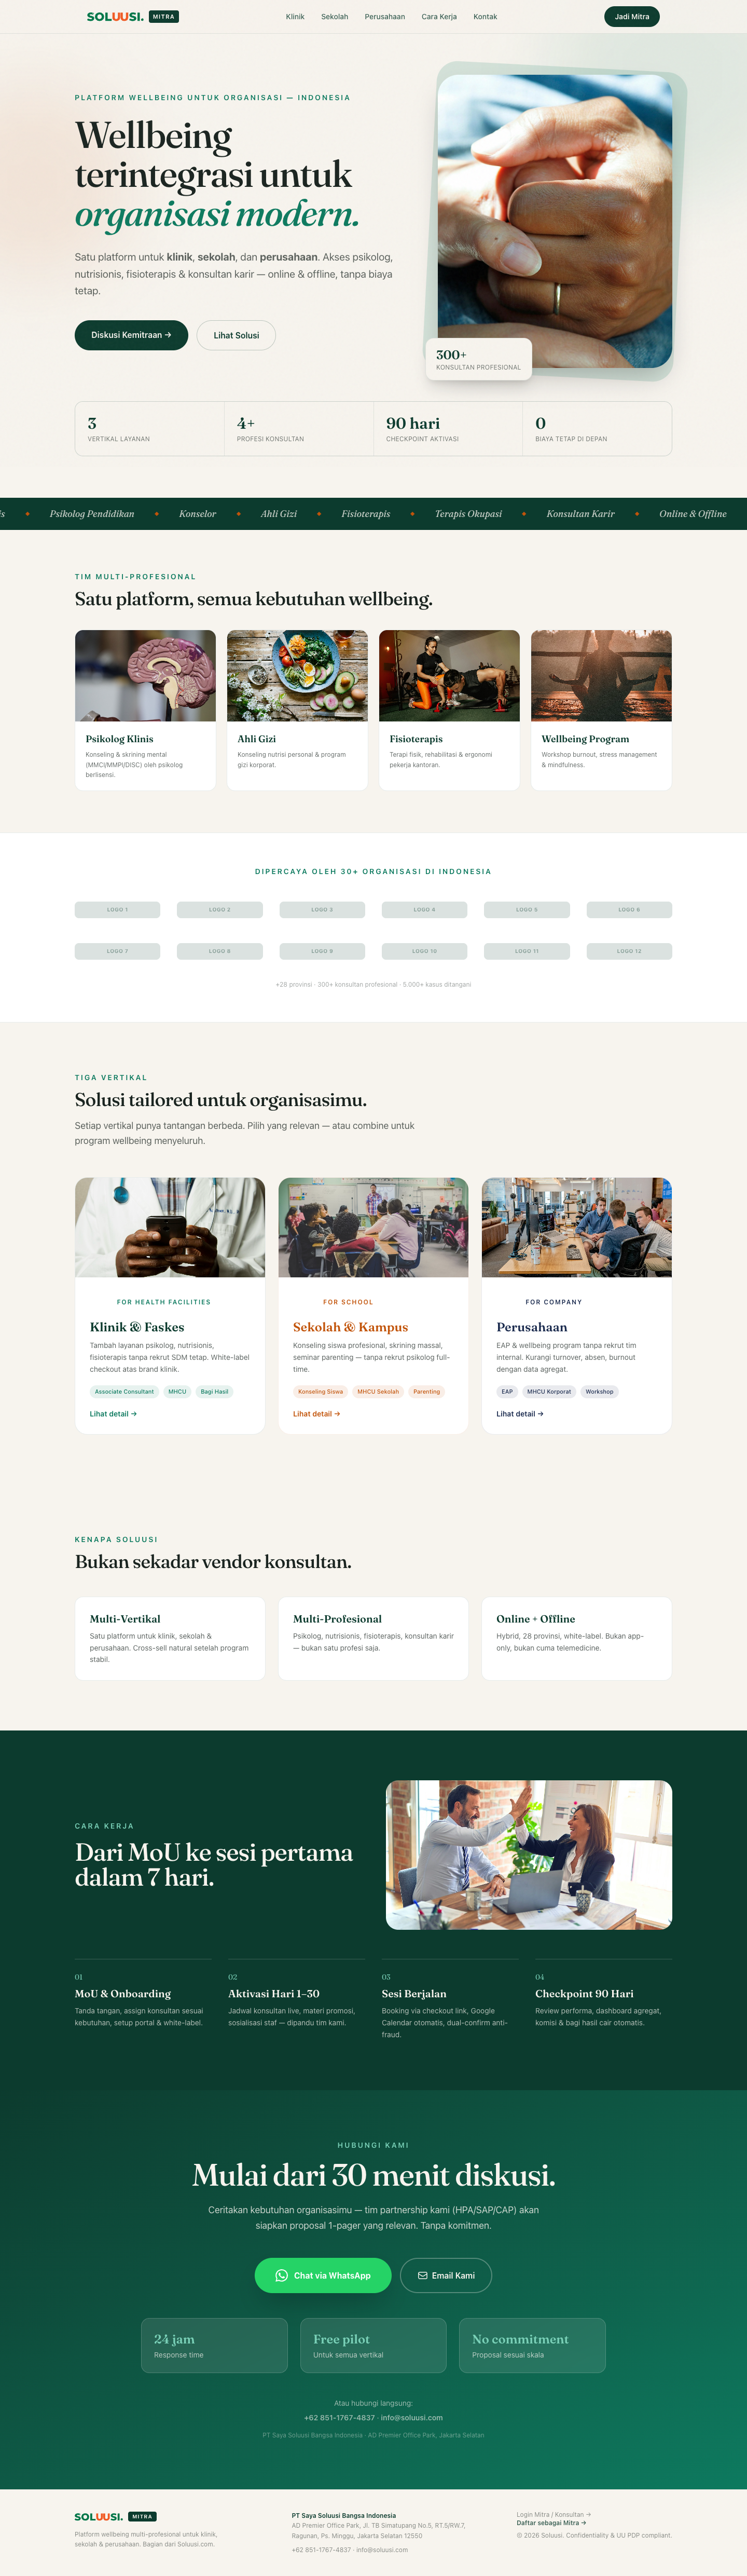 SOLUUSI. MITRA
Klinik
Sekolah
Perusahaan
Cara Kerja
Kontak
Jadi Mitra
PLATFORM WELLBEING UNTUK ORGANISASI — INDONESIA
Wellbeing
terintegrasi untuk
organisasi modern.
Satu platform untuk klinik, sekolah, dan perusahaan. Akses psikolog,
nutrisionis, fisioterapis & konsultan karir — online & offline, tanpa biaya
tetap.
Diskusi Kemitraan →
Lihat Solusi
300+
KONSULTAN PROFESIONAL
3
VERTIKAL LAYANAN
4+
PROFESI KONSULTAN
90 hari
CHECKPOINT AKTIVASI
0
BIAYA TETAP DI DEPAN
s
Psikolog Pendidikan
Konselor
Ahli Gizi
Fisioterapis
Terapis Okupasi
Konsultan Karir
Online & Offline
TIM MULTI-PROFESIONAL
Satu platform, semua kebutuhan wellbeing.
Psikolog Klinis
Konseling & skrining mental
(MMCI/MMPI/DISC) oleh psikolog
berlisensi.
Ahli Gizi
Konseling nutrisi personal & program
gizi korporat.
Fisioterapis
Terapi fisik, rehabilitasi & ergonomi
pekerja kantoran.
Wellbeing Program
Workshop burnout, stress management
& mindfulness.
DIPERCAYA OLEH 30+ ORGANISASI DI INDONESIA
LOGO 1
LOGO 2
LOGO 3
LOGO 4
LOGO 5
LOGO 6
LOGO 7
LOGO 8
LOGO 9
LOGO 10
LOGO 11
LOGO 12
+28 provinsi · 300+ konsultan profesional · 5,000+ kasus ditangani
TIGA VERTIKAL
Solusi tailored untuk organisasimu.
Setiap vertikal punya tantangan berbeda. Pilih yang relevan — atau combine untuk
program wellbeing menyeluruh.
FOR HEALTH FACILITIES
Klinik & Faskes
Tambah layanan psikolog, nutrisionis,
fisioterapis tanpa rekrut SDM tetap. White-label
checkout atas brand klinik.
Associate Consultant
MHCU
Bagi Hasil
Lihat detail →
FOR SCHOOL
Sekolah & Kampus
Konseling siswa profesional, skrining massal,
seminar parenting — tanpa rekrut psikolog full-
time.
Konseling Siswa
MHCU Sekolah
Parenting
Lihat detail →
FOR COMPANY
Perusahaan
EAP & wellbeing program tanpa rekrut tim
internal. Kurangi turnover, absen, burnout
dengan data agregat.
EAP
MHCU Korporat
Workshop
Lihat detail →
KENAPA SOLUUSI
Bukan sekadar vendor konsultan.
Multi-Vertikal
Satu platform untuk klinik, sekolah &
perusahaan. Cross-sell natural setelah program
stabil.
Multi-Profesional
Psikolog, nutrisionis, fisioterapis, konsultan karir
— bukan satu profesi saja.
Online + Offline
Hybrid, 28 provinsi, white-label. Bukan app-
only, bukan cuma telemedicine.
CARA KERJA
Dari MoU ke sesi pertama
dalam 7 hari.
01
MoU & Onboarding
Tanda tangan, assign konsultan sesuai
kebutuhan, setup portal & white-label.
02
Aktivasi Hari 1–30
Jadwal konsultan live, materi promosi,
sosialisasi staf — dipandu tim kami.
03
Sesi Berjalan
Booking via checkout link, Google
Calendar otomatis, dual-confirm anti-
fraud.
04
Checkpoint 90 Hari
Review performa, dashboard agregat,
komisi & bagi hasil cair otomatis.
HUBUNGI KAMI
Mulai dari 30 menit diskusi.
Ceritakan kebutuhan organisasimu — tim partnership kami (HPA/SAP/CAP) akan
siapkan proposal 1-pager yang relevan. Tanpa komitmen.
Chat via WhatsApp
Email Kami
24 jam
Response time
Free pilot
Untuk semua vertikal
No commitment
Proposal sesuai skala
Atau hubungi langsung:
+62 851-1767-4837 · info@soluusi.com
PT Saya Soluusi Bangsa Indonesia · AD Premier Office Park, Jakarta Selatan
SOLUUSI. MITRA
Platform wellbeing multi-profesional untuk klinik,
sekolah & perusahaan. Bagian dari Soluusi.com.
PT Saya Soluusi Bangsa Indonesia
AD Premier Office Park, Jl. TB Simatupang No.5, RT.5/RW.7,
Ragunan, Ps. Minggu, Jakarta Selatan 12550
+62 851-1767-4837 · info@soluusi.com
Login Mitra / Konsultan →
Daftar sebagai Mitra →
© 2026 Soluusi. Confidentiality & UU PDP compliant.